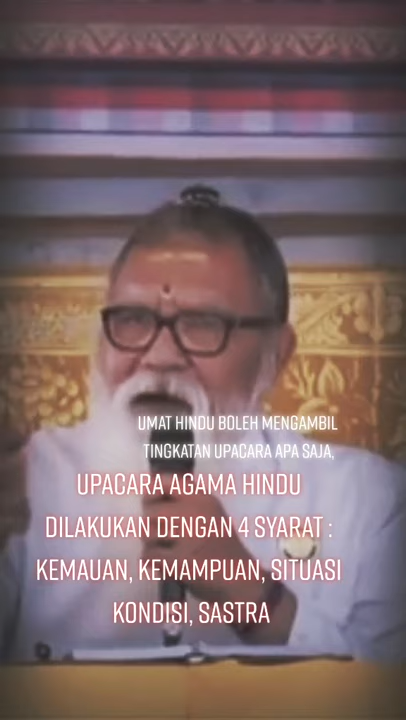 UMAT HINDU BOLEH MENGAMBIL
TINGKATAN UPACARA APA SAJA,
UPACARA AGAMA HINDU
DILAKUKAN DENGAN 4 SYARAT :
KEMAUAN, KEMAMPUAN, SITUASI
KONDISI, SASTRA